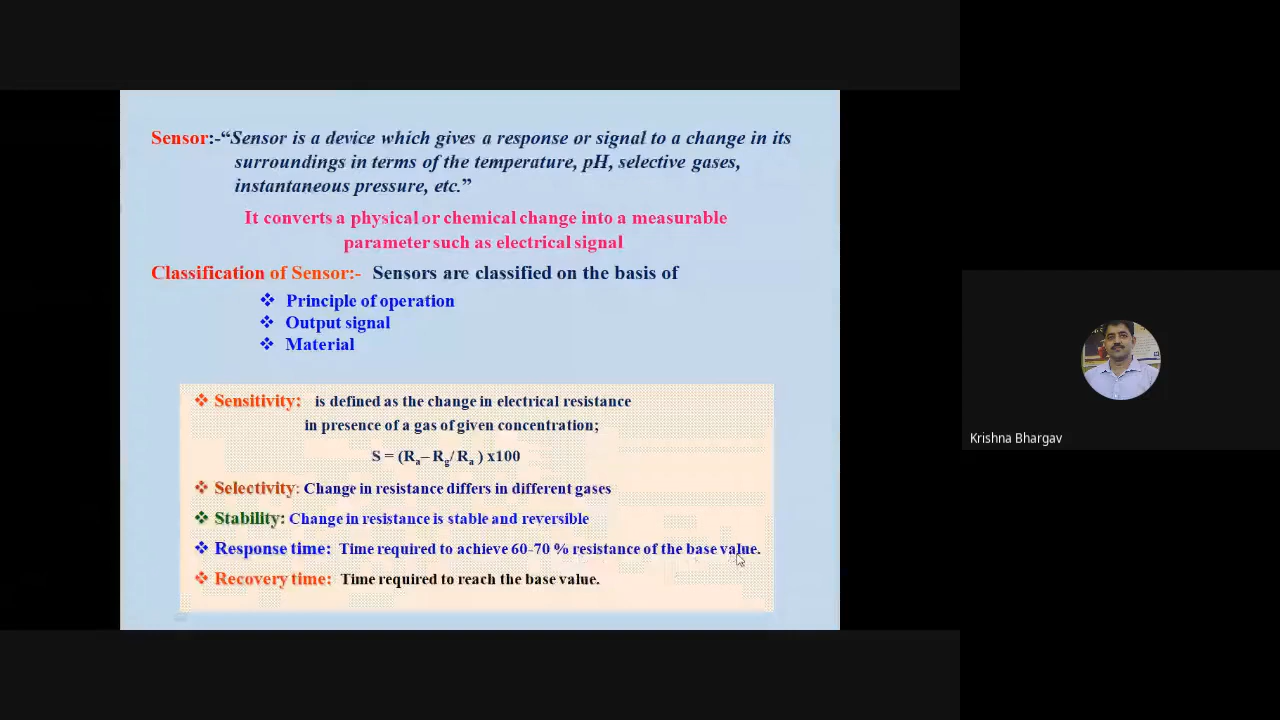 Sensor:-“Sensor is a device which gives a response or signal to a change in its
surroundings in terms of the temperature, pH, selective gases,
instantaneous pressure, etc.”
It converts a physical or chemical change into a measurable
parameter such as electrical signal
Classification of Sensor:- Sensors are classified on the basis of
❖ Principle of operation
❖ Output signal
❖ Material
❖ Sensitivity: is defined as the change in electrical resistance
in presence of a gas of given concentration;
S = (Ra– Rg/ Ra ) x100
❖ Selectivity: Change in resistance differs in different gases
❖ Stability: Change in resistance is stable and reversible
❖ Response time: Time required to achieve 60-70 % resistance of the base value.
❖ Recovery time: Time required to reach the base value.
Krishna Bhargav